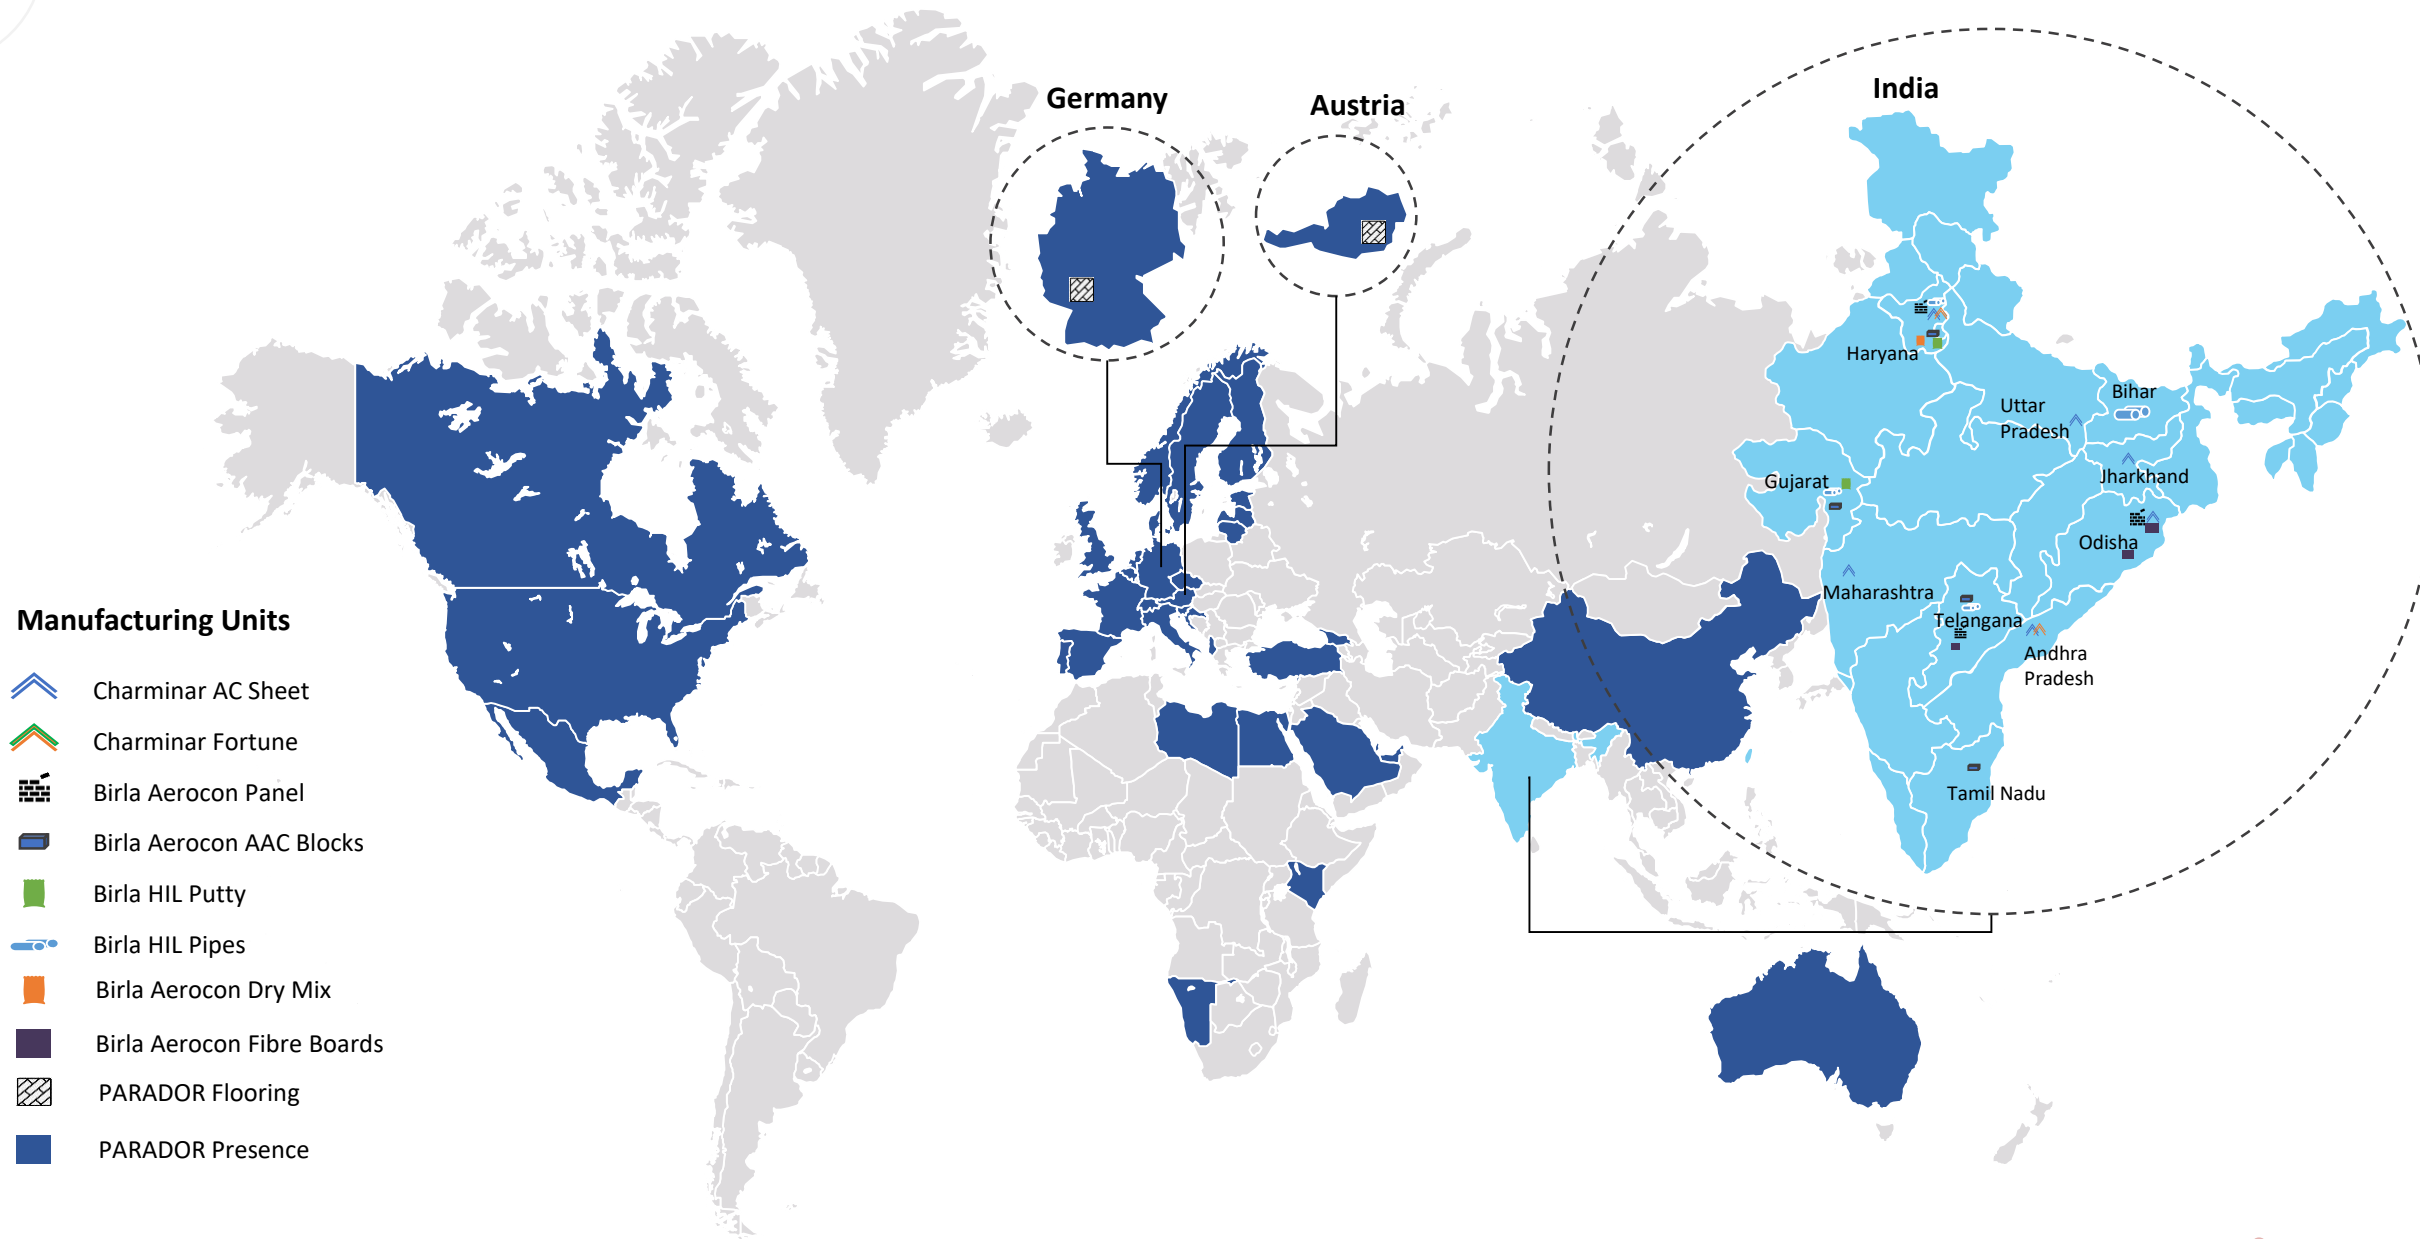 Germany
Austria
India
Haryana
Uttar
Pradesh
Bihar
Jharkhand
Gujarat
Odisha
Maharashtra
Telangana
Andhra
Pradesh
Tamil Nadu
Manufacturing Units
Charminar AC Sheet
Charminar Fortune
Birla Aerocon Panel
Birla Aerocon AAC Blocks
Birla HIL Putty
Birla HIL Pipes
Birla Aerocon Dry Mix
Birla Aerocon Fibre Boards
PARADOR Flooring
PARADOR Presence